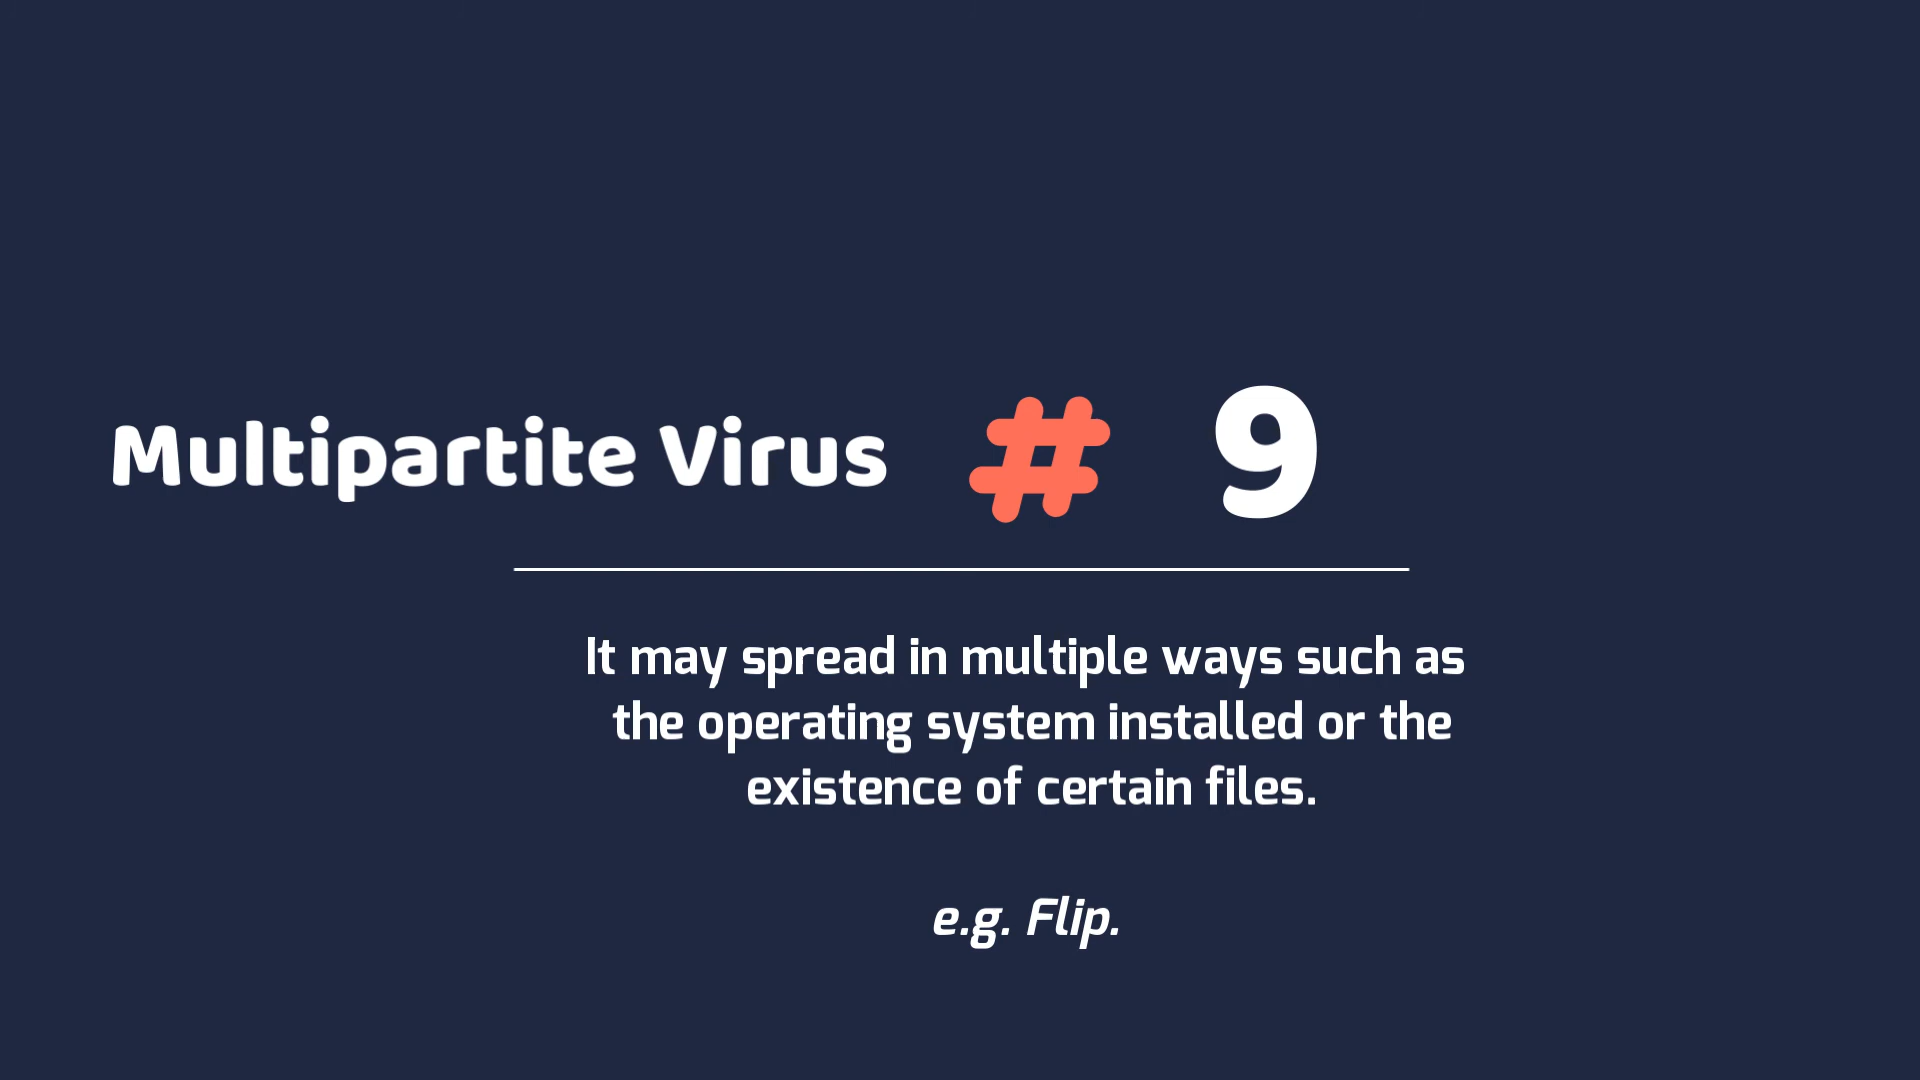 Multipartite Virus # 9
It may spread in multiple ways such as
the operating system installed or the
existence of certain files.
e.g. Flip.